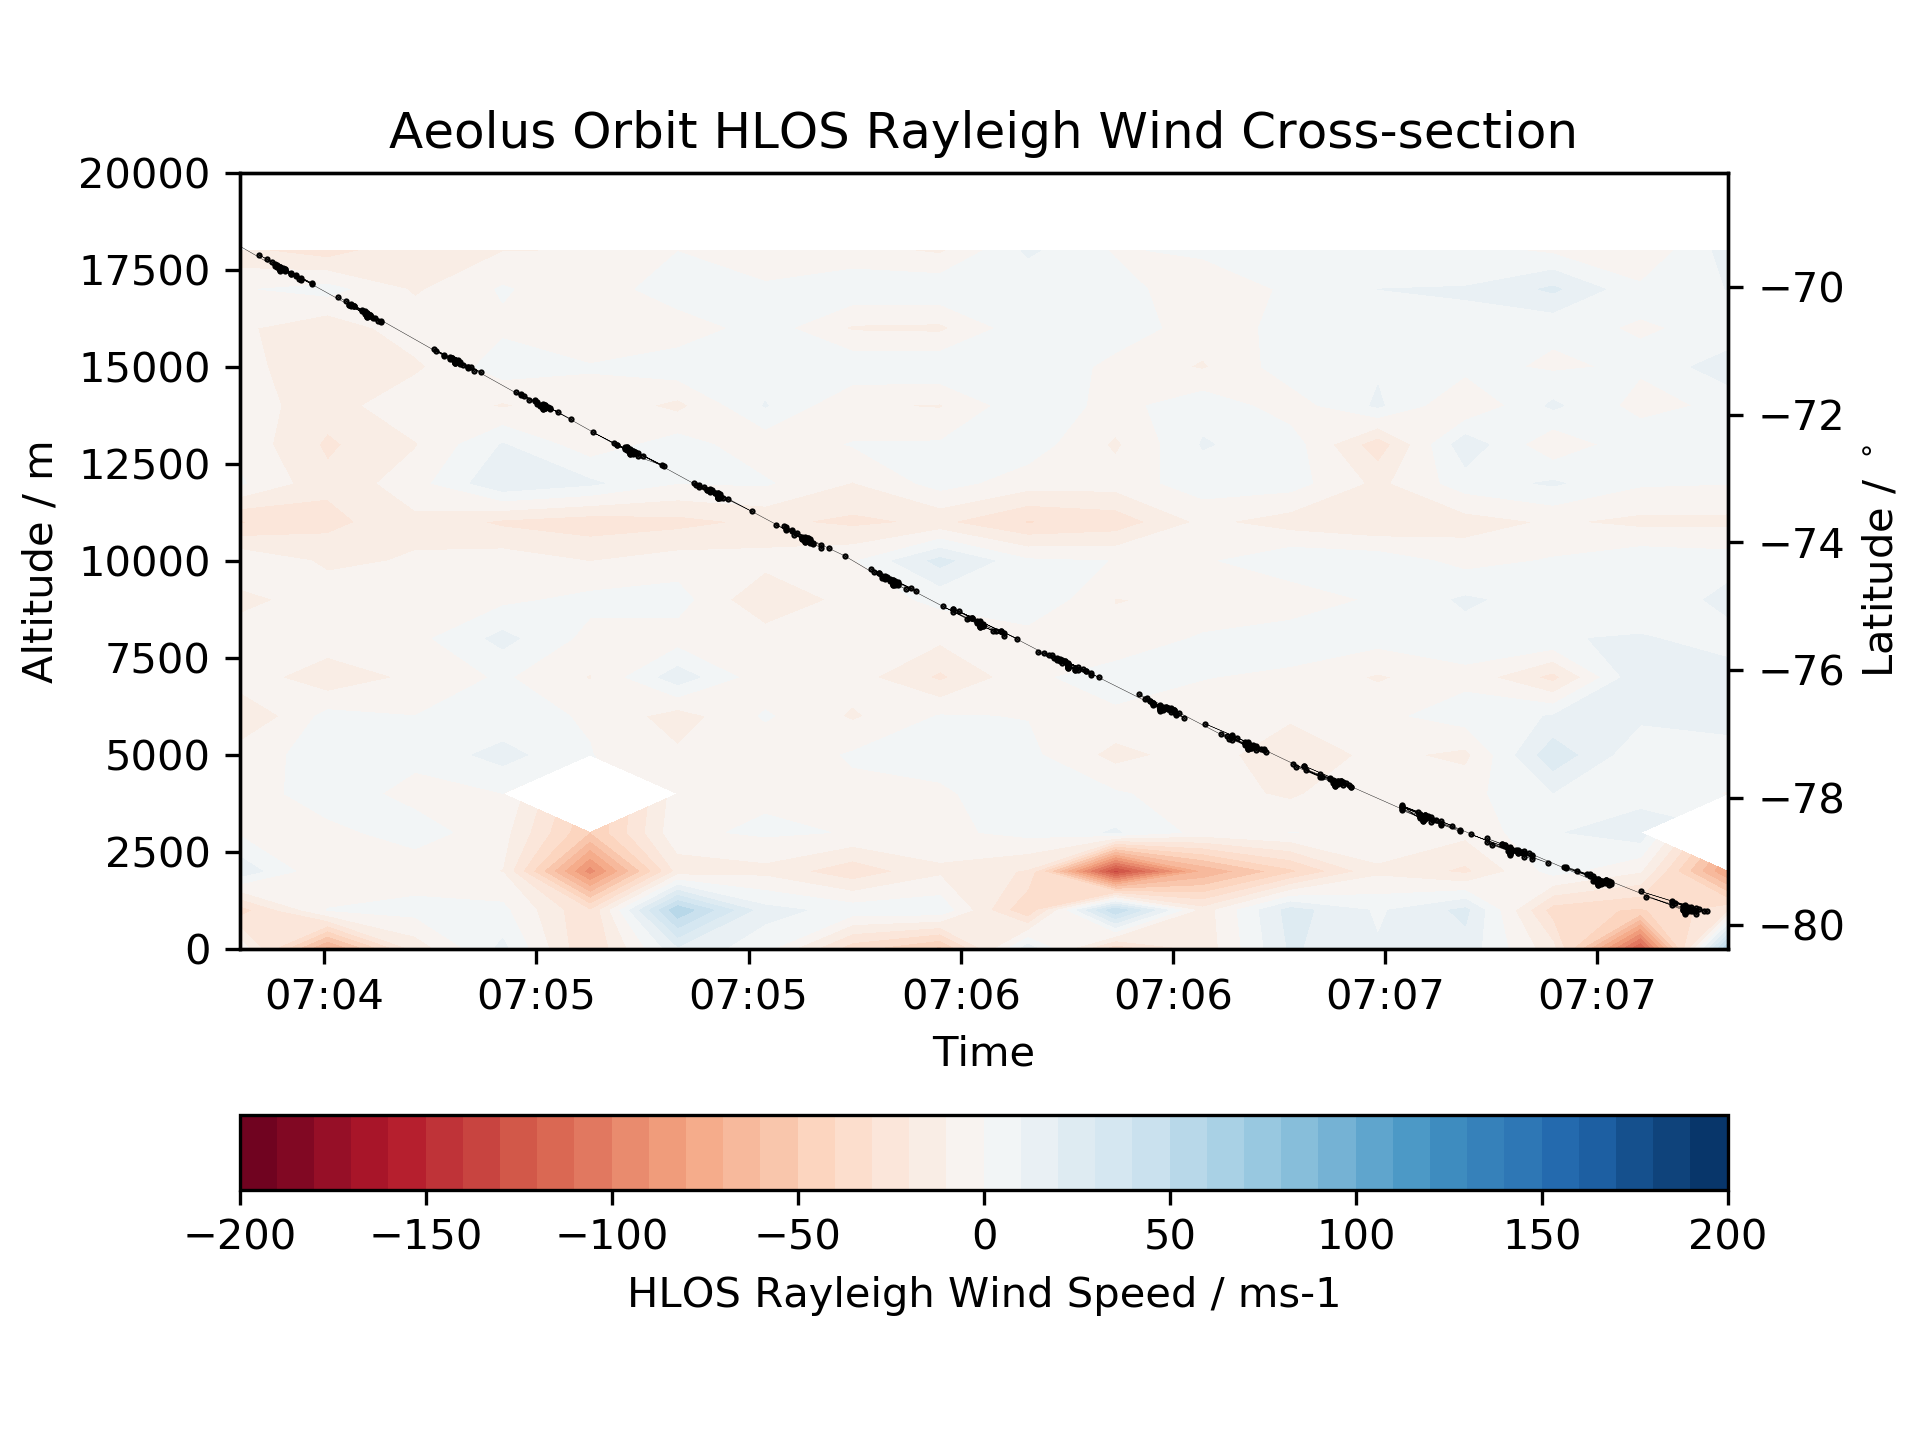 Aeolus Orbit HLOS Rayleigh Wind Cross-section
20000
17500
15000
12500
10000
7500
5000
2500
0
Altitude / m
−70
−72
−74
−76
−78
−80
Latitude / °
07:04 07:05 07:05 07:06 07:06 07:07 07:07
Time
−200 −150 −100 −50 0 50 100 150 200
HLOS Rayleigh Wind Speed / ms-1